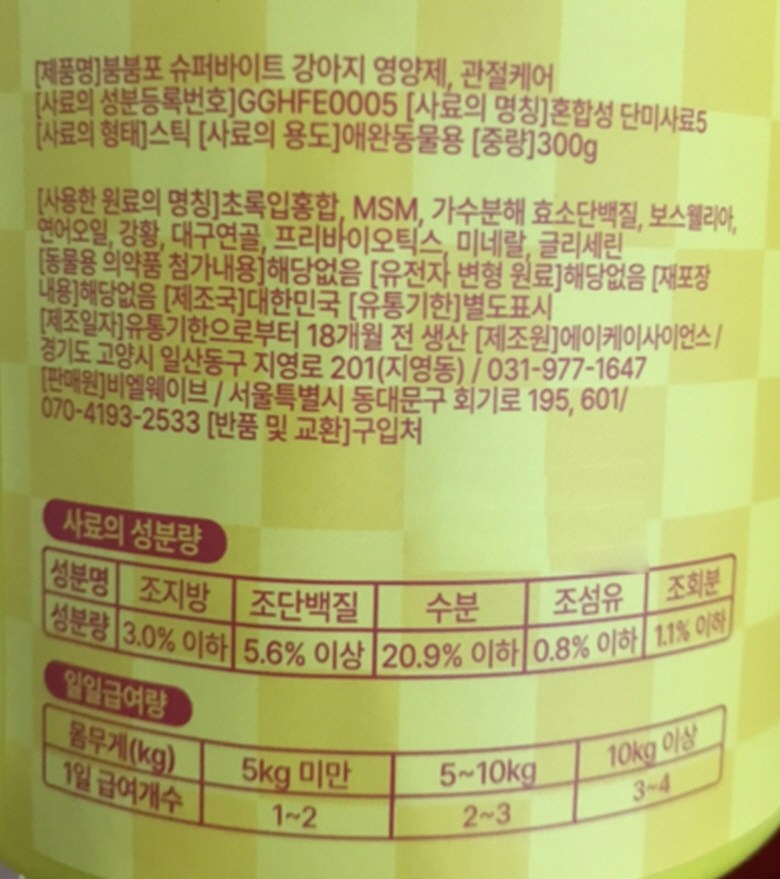 [제품명]붐붐포 슈퍼바이트 강아지 영양제, 관절케어
[사료의 성분등록번호]GGHFE0005 [사료의 명칭]혼합성 단미사료5
[사료의 형태]스틱 [사료의 용도]애완동물용 [중량]300g
[사용한 원료의 명칭]초록입홍합, MSM, 가수분해 효소단백질, 보스웰리아,
연어오일, 강황, 대구연골, 프리바이오틱스, 미네랄, 글리세린
[동물용 의약품 첨가내용]해당없음 [유전자 변형 원료]해당없음 [재포장
내용]해당없음 [제조국]대한민국 [유통기한]별도표시
[제조일자]유통기한으로부터 18개월 전 생산 [제조원]에이케이사이언스 /
경기도 고양시 일산동구 지영로 201(지영동) / 031-977-1647
[판매원]비엘웨이브 / 서울특별시 동대문구 회기로 195, 601/
070-4193-2533 [반품 및 교환]구입처
사료의 성분량
성분명 조지방 조단백질 수분 조섬유 조회분
성분량 3.0% 이하 5.6% 이상 20.9% 이하 0.8% 이하 1.1% 이하
일일급여량
몸무게(kg) 5kg 미만 5~10kg 10kg 이상
1일 급여개수 1~2 2~3 3~4